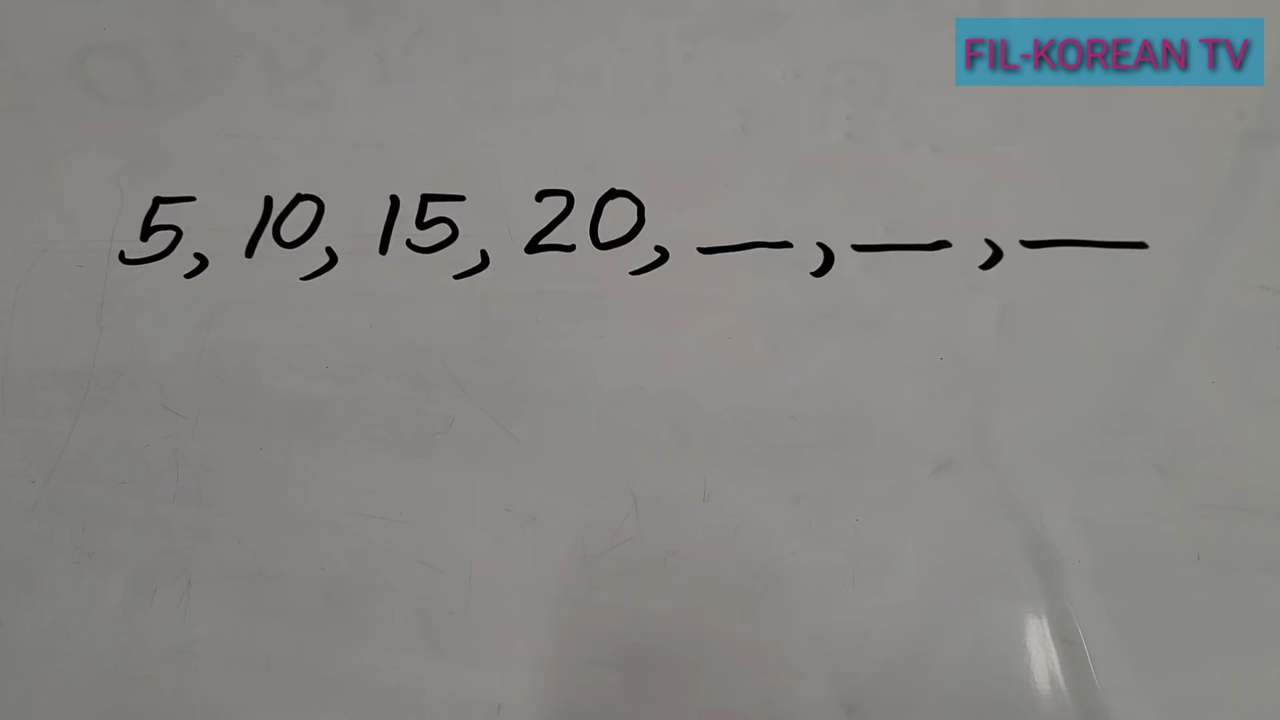 FIL-KOREAN TV
5, 10, 15, 20, __, __, __